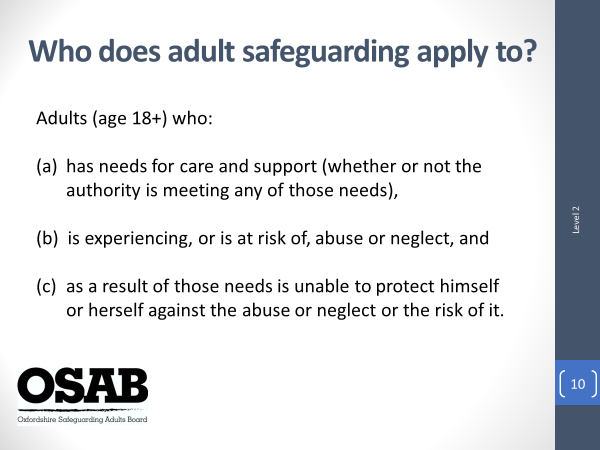 Who does adult safeguarding apply to?
Adults (age 18+) who:
(a) has needs for care and support (whether or not the
authority is meeting any of those needs),
(b) is experiencing, or is at risk of, abuse or neglect, and
(c) as a result of those needs is unable to protect himself
or herself against the abuse or neglect or the risk of it.
Level 2
10
OSAB
Oxfordshire Safeguarding Adults Board